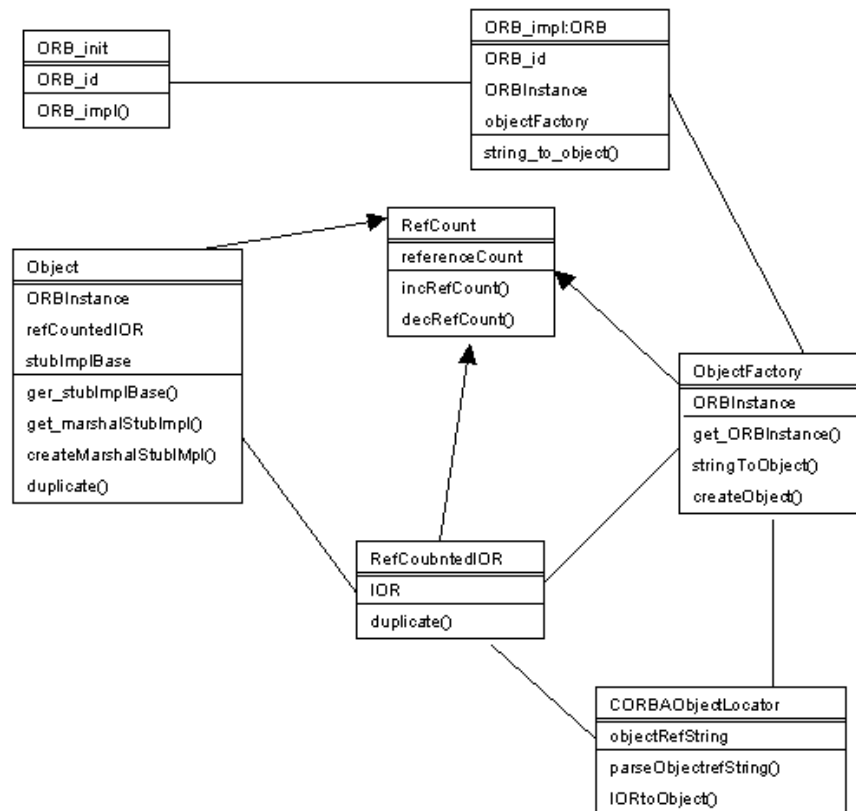 ORB_init
ORB_id
ORB_impl()
ORB_impl:ORB
ORB_id
ORBInstance
objectFactory
string_to_object()
RefCount
referenceCount
incRefCount()
decRefCount()
Object
ORBInstance
refCountedIOR
stubImplBase
ger_stubImplBase()
get_marshalStubImpl()
createMarshalStubIMpl()
duplicate()
ObjectFactory
ORBInstance
get_ORBInstance()
stringToObject()
createObject()
RefCoubntedIOR
IOR
duplicate()
CORBAObjectLocator
objectRefString
parseObjectrefString()
IORtoObject()